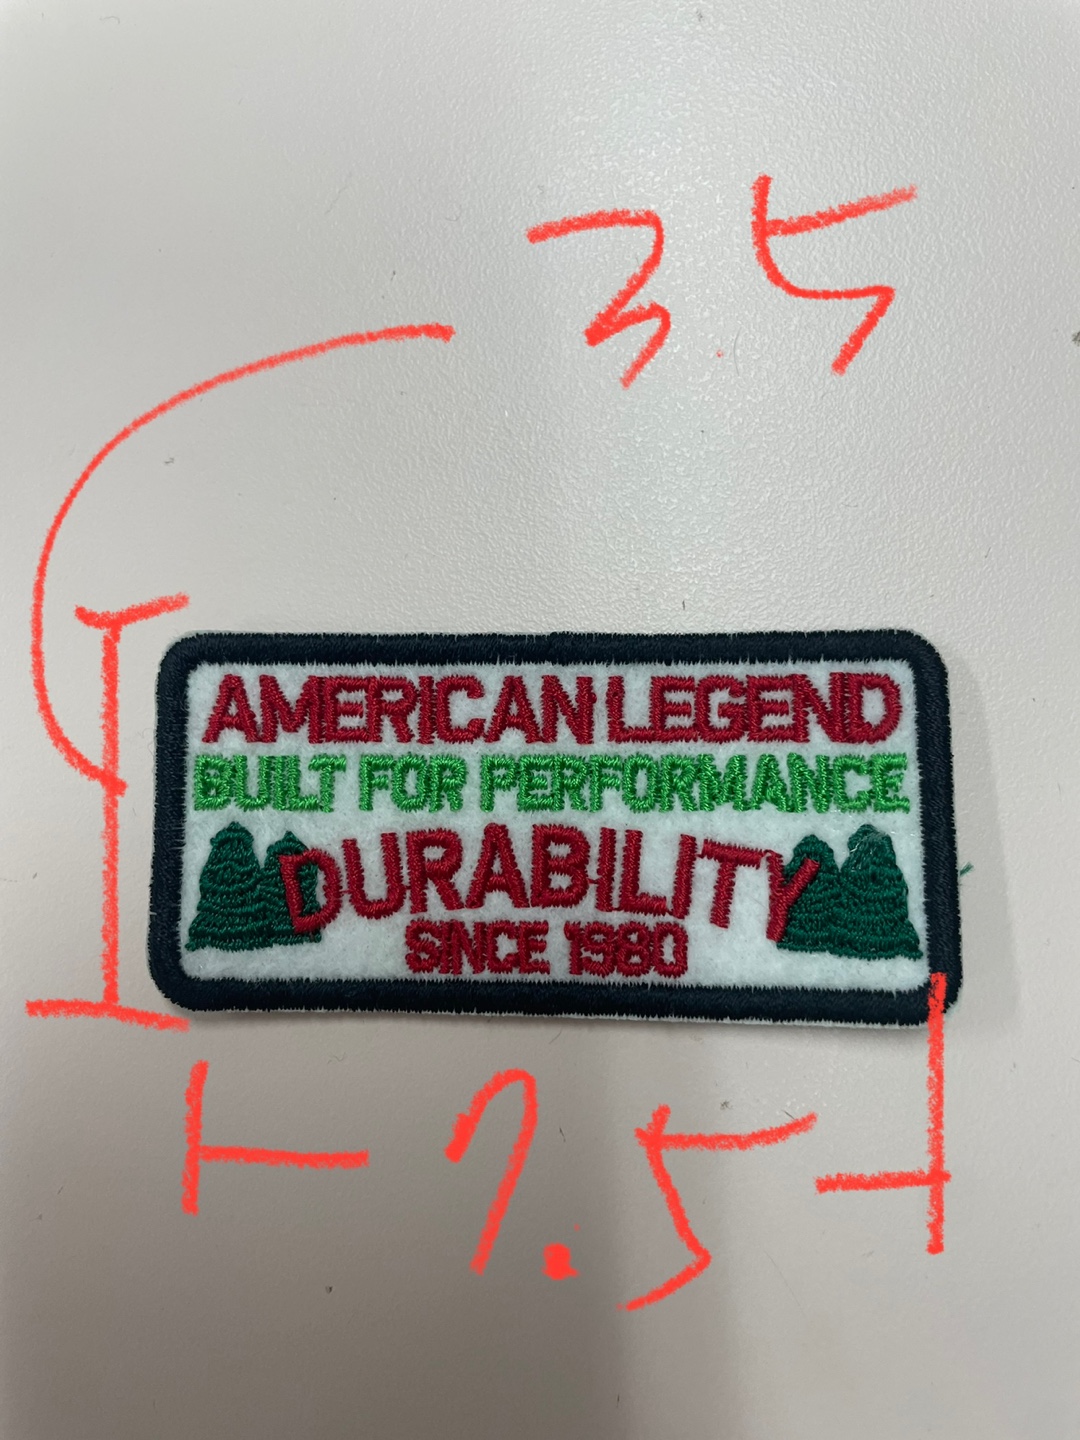 3.5
AMERICAN LEGEND
BUILT FOR PERFORMANCE
DURABILITY
SINCE 1980
7.5